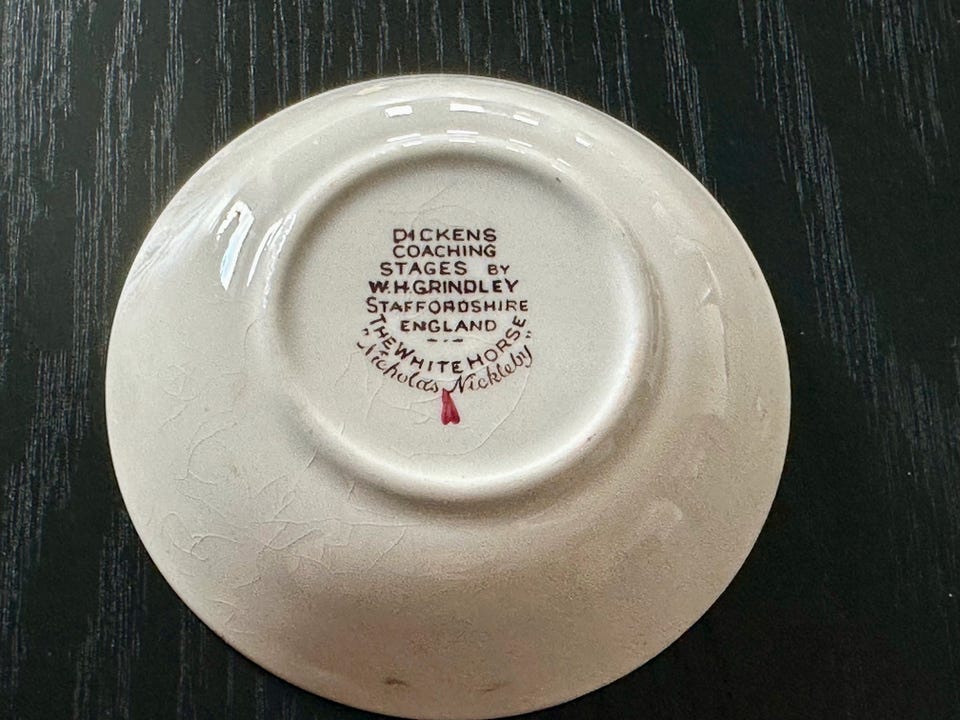 DICKENS
COACHING
STAGES BY
W.H.GRINDLEY
STAFFORDSHIRE
ENGLAND
THE WHITE HORSE
"Nicholas Nickleby"